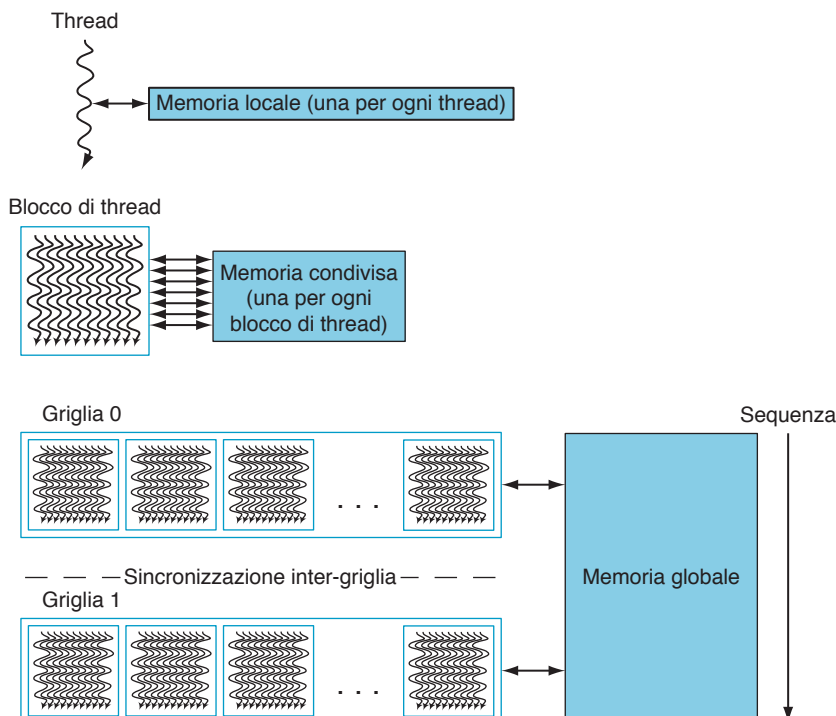 Thread
Memoria locale (una per ogni thread)
Blocco di thread
Memoria condivisa
(una per ogni
blocco di thread)
Griglia 0
Sequenza
. . .
Sincronizzazione inter-griglia
Memoria globale
Griglia 1
. . .